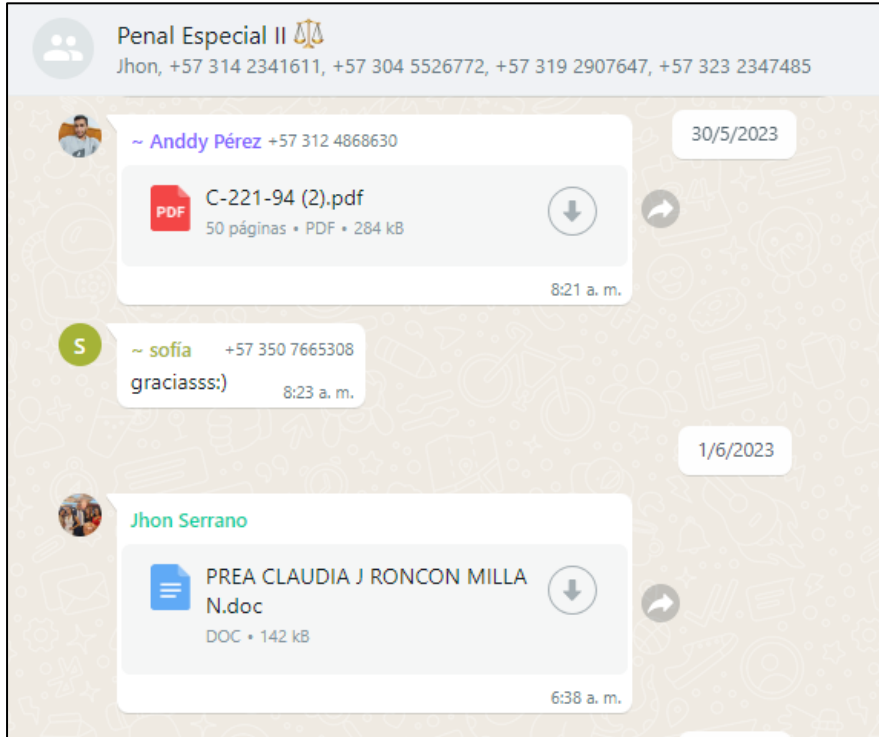 Penal Especial II
Jhon, +57 314 2341611, +57 304 5526772, +57 319 2907647, +57 323 2347485
30/5/2023
~ Anddy Pérez +57 312 4868630
PDF
C-221-94 (2).pdf
50 páginas • PDF • 284 kB
8:21 a. m.
S
~ sofía +57 350 7665308
graciasss:)
8:23 a. m.
1/6/2023
Jhon Serrano
PREA CLAUDIA J RONCON MILLA
N.doc
DOC • 142 kB
6:38 a. m.